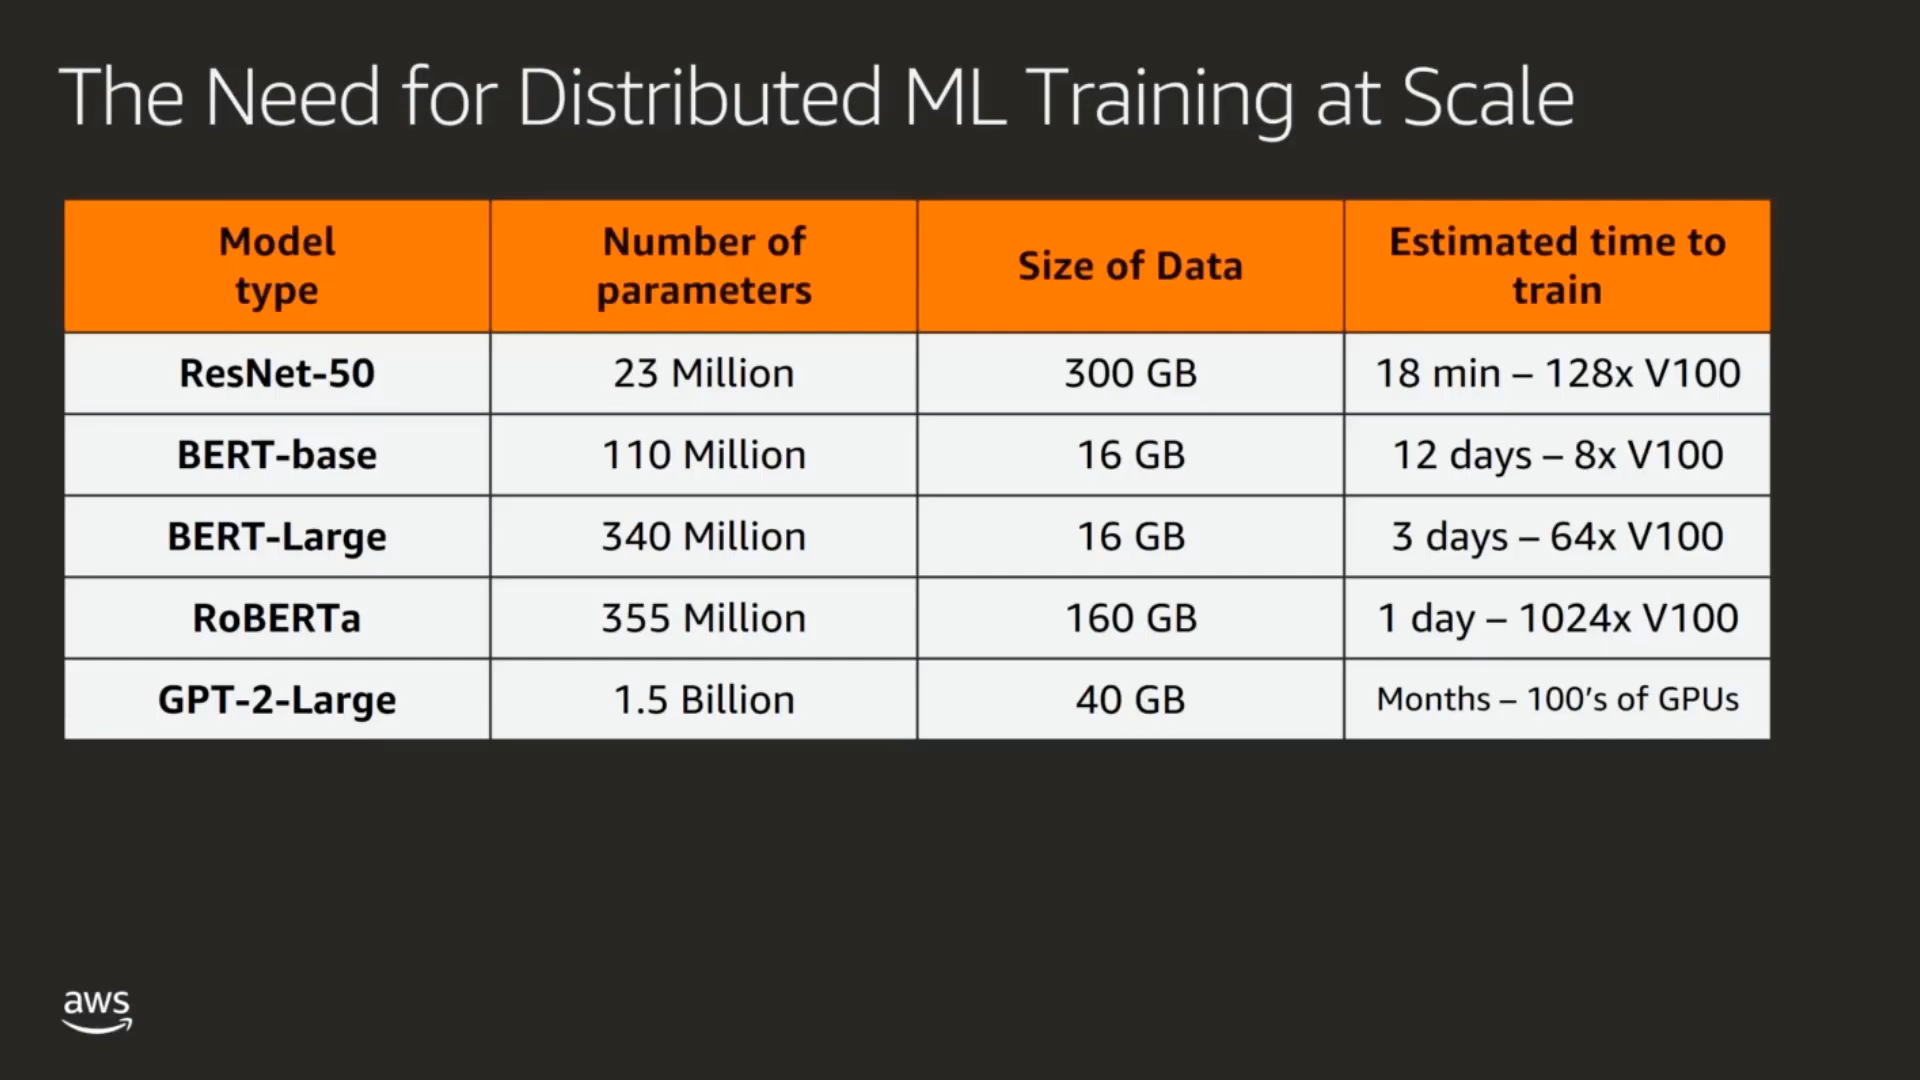 The Need for Distributed ML Training at Scale
Model type | Number of parameters | Size of Data | Estimated time to train
ResNet-50 | 23 Million | 300 GB | 18 min – 128x V100
BERT-base | 110 Million | 16 GB | 12 days – 8x V100
BERT-Large | 340 Million | 16 GB | 3 days – 64x V100
RoBERTa | 355 Million | 160 GB | 1 day – 1024x V100
GPT-2-Large | 1.5 Billion | 40 GB | Months – 100’s of GPUs
aws